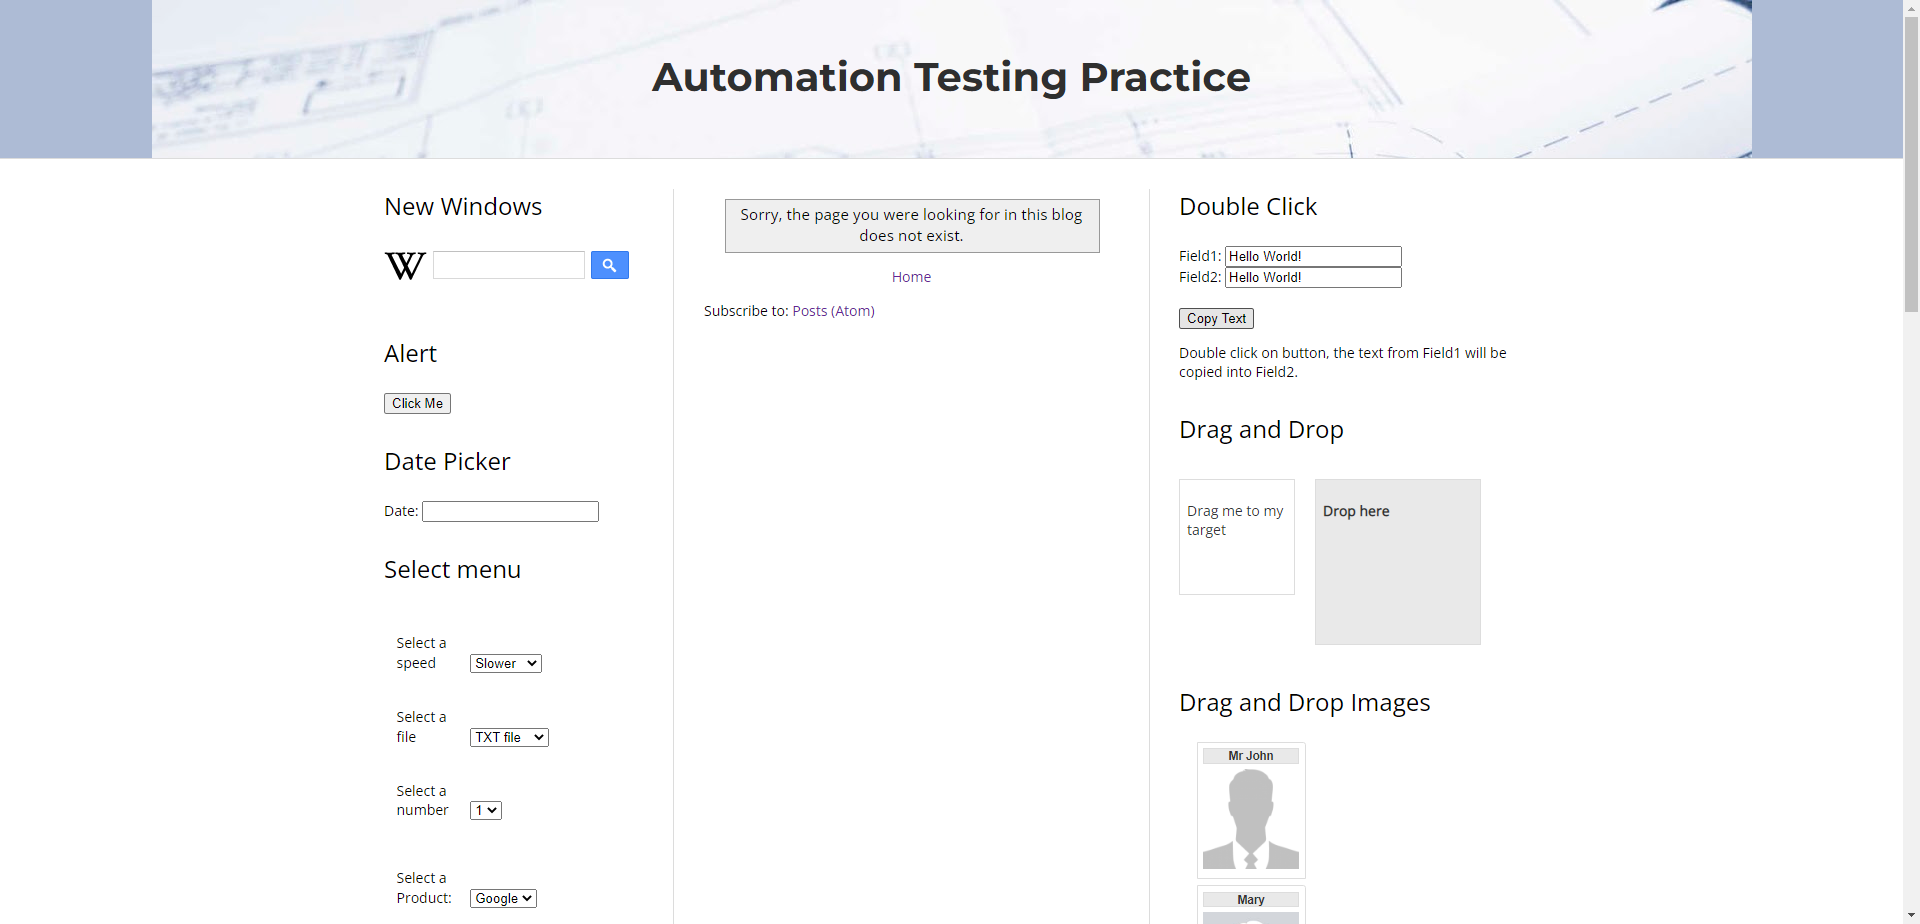 Automation Testing Practice
New Windows
W
Alert
Click Me
Date Picker
Date:
Select menu
Select a
speed
Slower
Select a
file
TXT file
Select a
number
1
Select a
Product:
Google
Sorry, the page you were looking for in this blog
does not exist.
Home
Subscribe to: Posts (Atom)
Double Click
Field1: Hello World!
Field2: Hello World!
Copy Text
Double click on button, the text from Field1 will be
copied into Field2.
Drag and Drop
Drag me to my
target
Drop here
Drag and Drop Images
Mr John
Mary